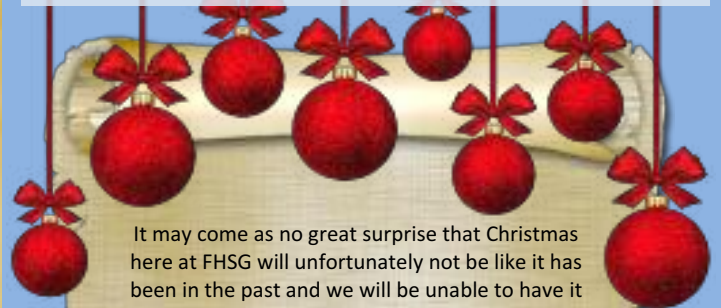 It may come as no great surprise that Christmas
here at FHSG will unfortunately not be like it has
been in the past and we will be unable to have it